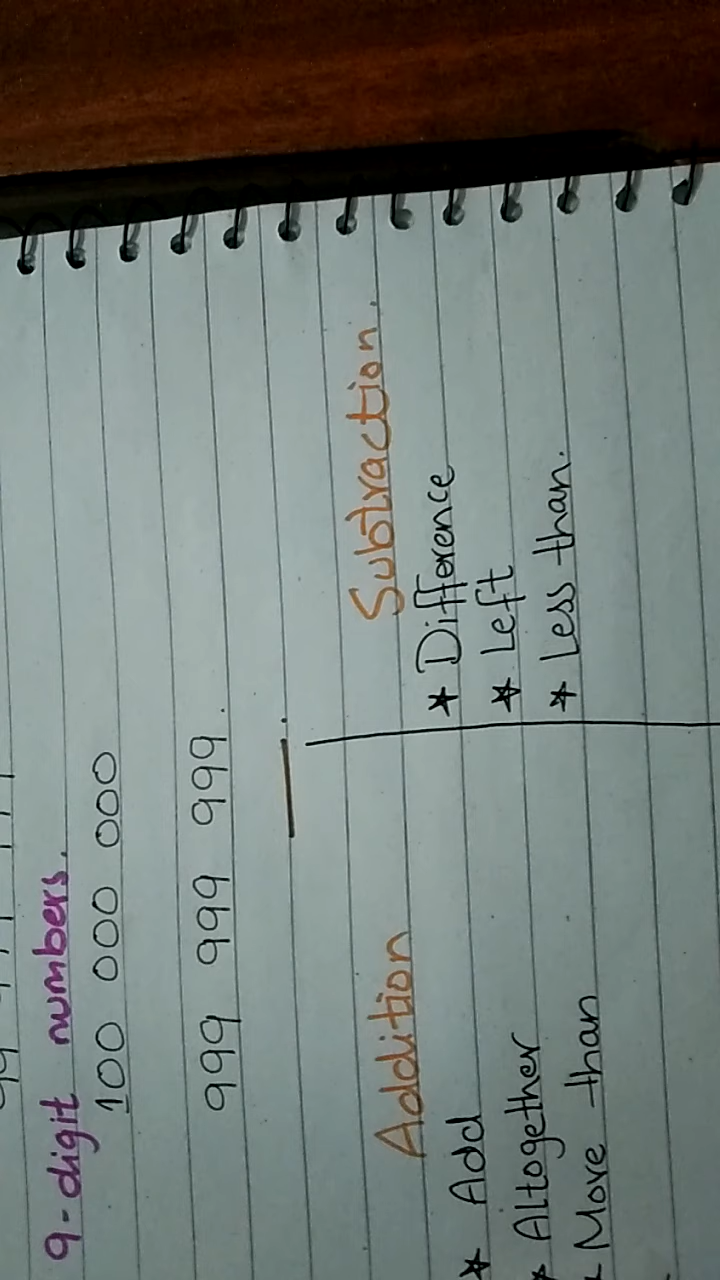 9-digit numbers.
100 000 000
999 999 999.
Addition
* Add
* Altogether
* More than
Subtraction.
* Difference
* Left
* Less than.